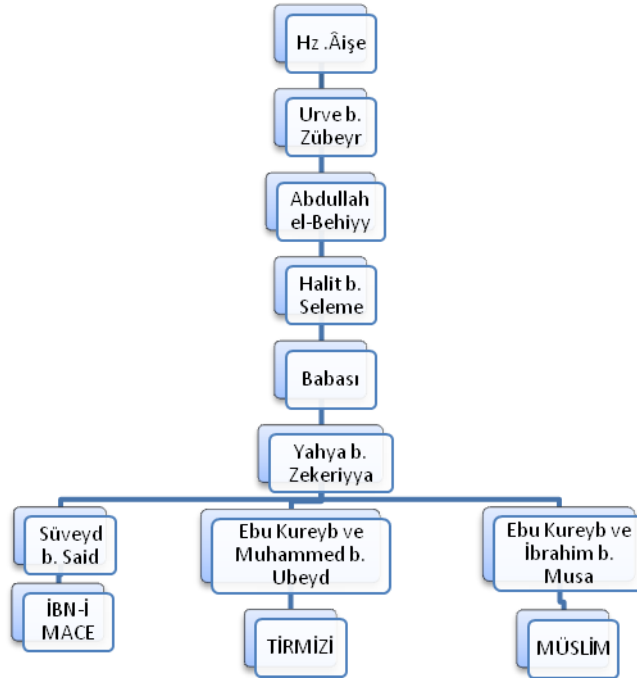 Hz .Âişe
Urve b.
Zübeyr
Abdullah
el-Behiyy
Halit b.
Seleme
Babası
Yahya b.
Zekeriyya
Süveyd
b. Said
Ebu Kureyb ve
Muhammed b.
Ubeyd
Ebu Kureyb ve
İbrahim b.
Musa
İBN-İ
MACE
TİRMİZİ
MÜSLİM